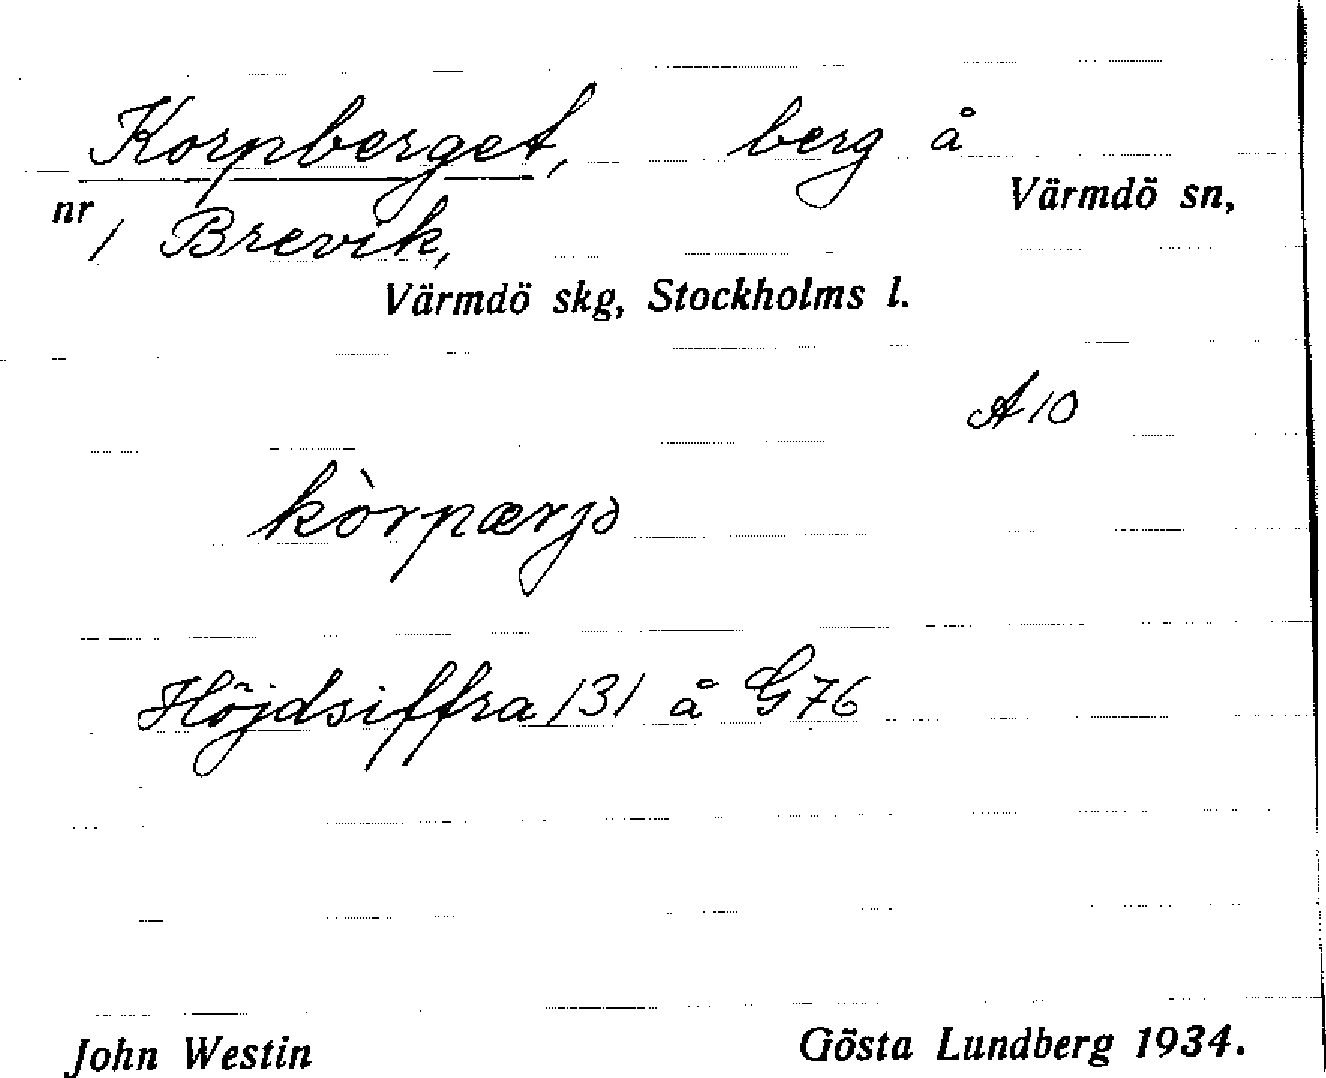 Korpberget, berg å
Värmdö sn,
nr 1 Brevik,
Värmdö skg, Stockholms l.
A 10
kòrpærjə
Höjdsiffra 131 å G 76
John Westin Gösta Lundberg 1934.